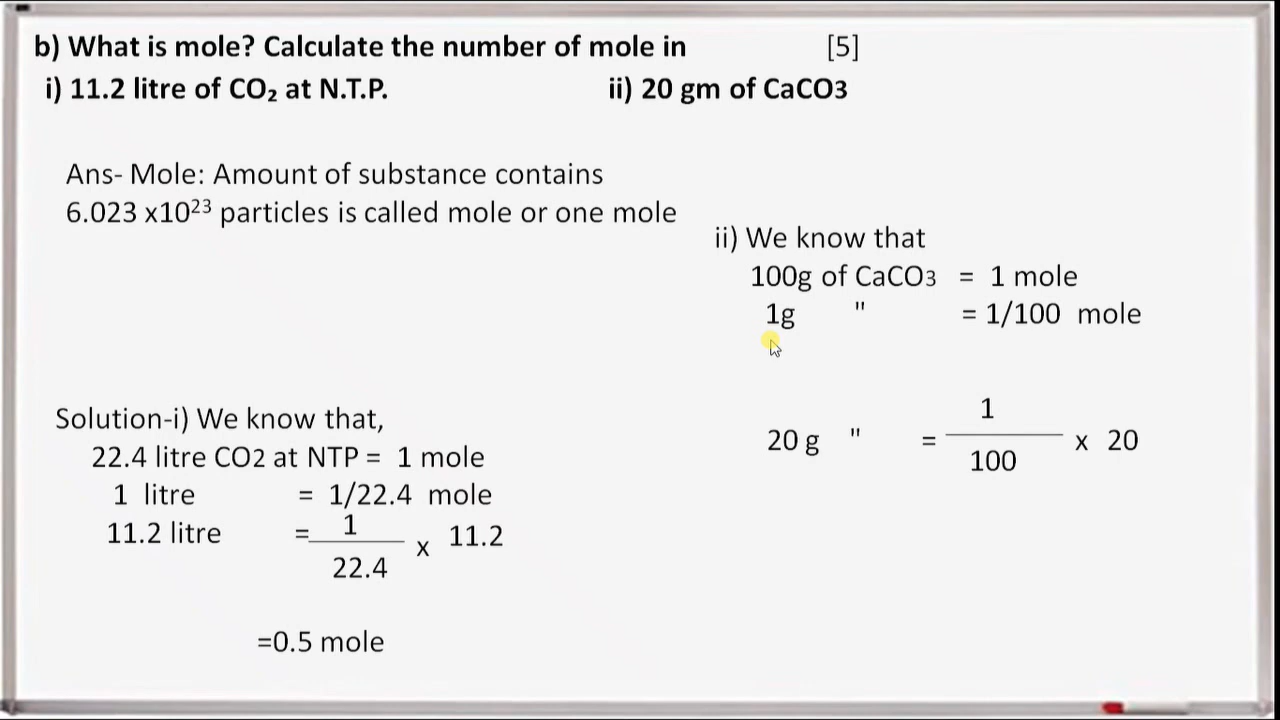 b) What is mole? Calculate the number of mole in [5]
i) 11.2 litre of CO₂ at N.T.P. ii) 20 gm of CaCO3
Ans- Mole: Amount of substance contains
6.023 x10²³ particles is called mole or one mole
Solution-i) We know that,
22.4 litre CO2 at NTP = 1 mole
1 litre = 1/22.4 mole
11.2 litre = 1
22.4 x 11.2
=0.5 mole
ii) We know that
100g of CaCO3 = 1 mole
1g " = 1/100 mole
20 g " = 1
100 x 20